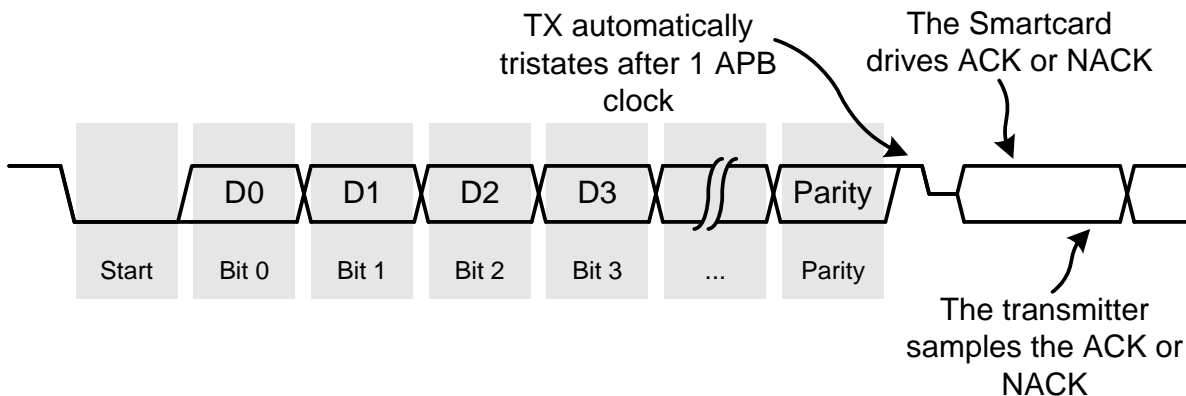 TX automatically
tristates after 1 APB
clock
The Smartcard
drives ACK or NACK
D0 D1 D2 D3 Parity
Start Bit 0 Bit 1 Bit 2 Bit 3 ... Parity
The transmitter
samples the ACK or
NACK